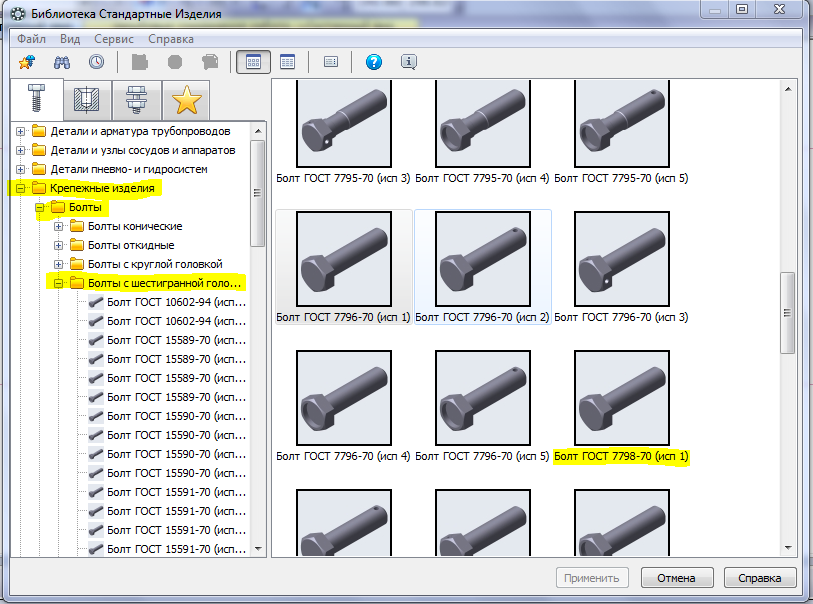 Библиотека Стандартные Изделия
Файл Вид Сервис Справка
Детали и арматура трубопроводов
Детали и узлы сосудов и аппаратов
Детали пневмо- и гидросистем
Крепежные изделия
Болты
Болты конические
Болты откидные
Болты с круглой головкой
Болты с шестигранной голо...
Болт ГОСТ 10602-94 (исп...
Болт ГОСТ 10602-94 (исп...
Болт ГОСТ 15589-70 (исп...
Болт ГОСТ 15589-70 (исп...
Болт ГОСТ 15589-70 (исп...
Болт ГОСТ 15589-70 (исп...
Болт ГОСТ 15590-70 (исп...
Болт ГОСТ 15590-70 (исп...
Болт ГОСТ 15590-70 (исп...
Болт ГОСТ 15590-70 (исп...
Болт ГОСТ 15591-70 (исп...
Болт ГОСТ 15591-70 (исп...
Болт ГОСТ 15591-70 (исп...
Болт ГОСТ 15591-70 (исп...
Болт ГОСТ 7795-70 (исп 3) Болт ГОСТ 7795-70 (исп 4) Болт ГОСТ 7795-70 (исп 5)
Болт ГОСТ 7796-70 (исп 1) Болт ГОСТ 7796-70 (исп 2) Болт ГОСТ 7796-70 (исп 3)
Болт ГОСТ 7796-70 (исп 4) Болт ГОСТ 7796-70 (исп 5) Болт ГОСТ 7798-70 (исп 1)
Применить Отмена Справка